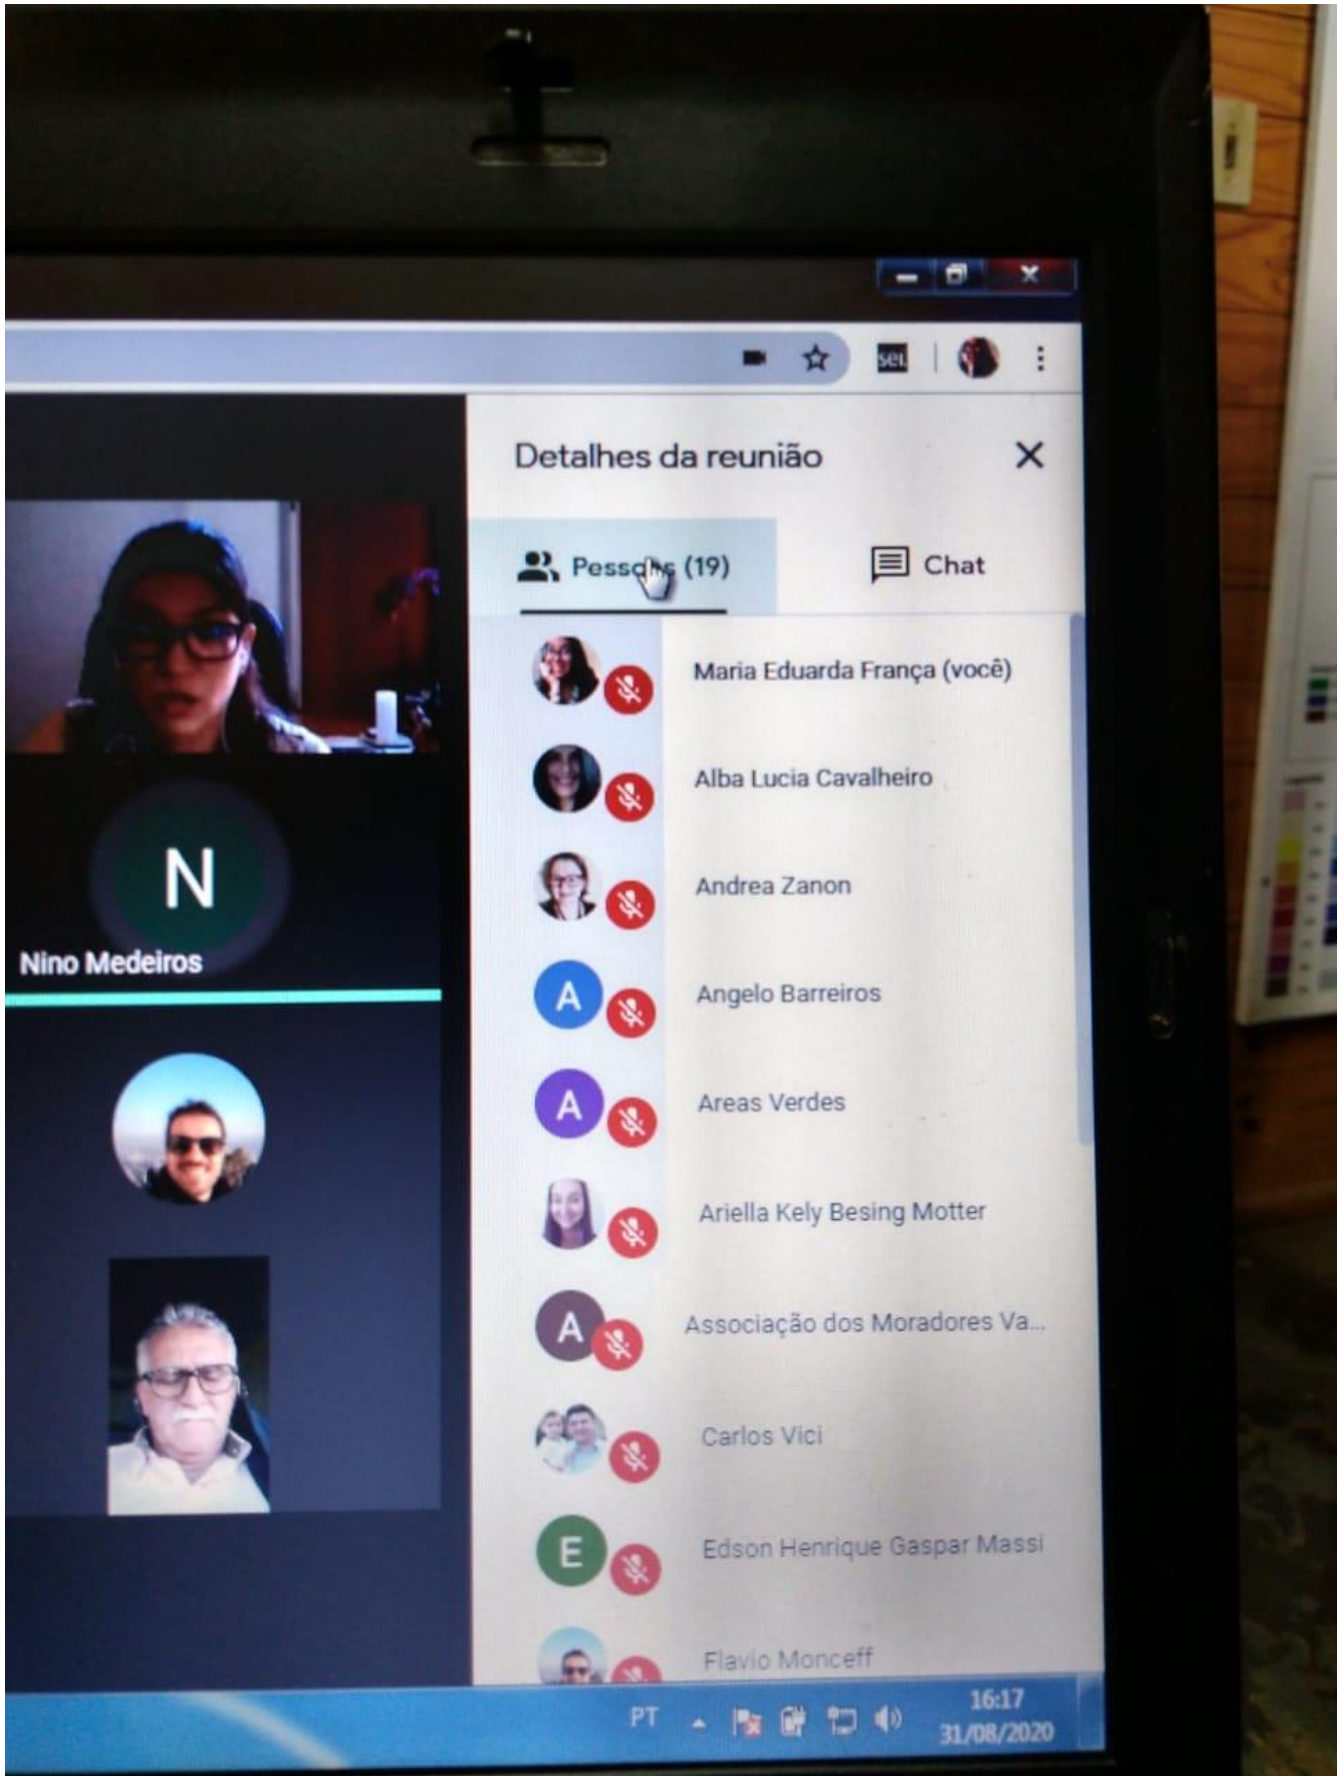 sei.
Detalhes da reunião
Pessoas (19)
Chat
Maria Eduarda França (você)
Alba Lucia Cavalheiro
N
Andrea Zanon
Nino Medeiros
A
Angelo Barreiros
A
Areas Verdes
Ariella Kely Besing Motter
A
Associação dos Moradores Va...
Carlos Vici
E
Edson Henrique Gaspar Massi
Flavio Monceff
PT
16:17
31/08/2020